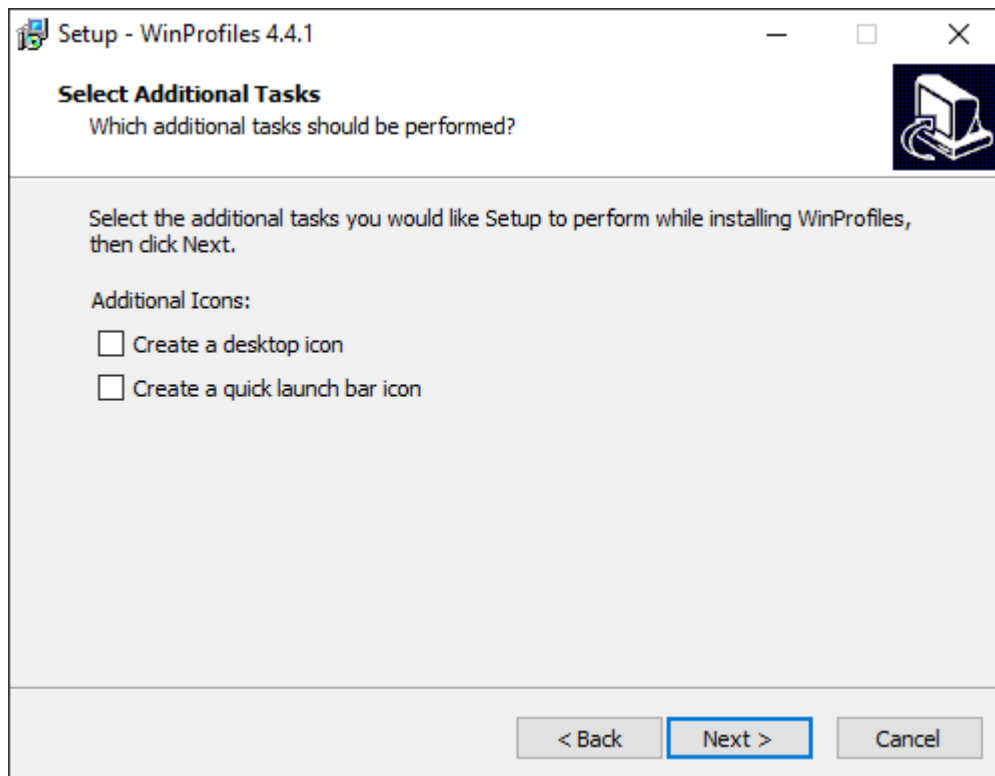 Setup - WinProfiles 4.4.1
Select Additional Tasks
Which additional tasks should be performed?
Select the additional tasks you would like Setup to perform while installing WinProfiles,
then click Next.
Additional Icons:
Create a desktop icon
Create a quick launch bar icon
< Back
Next >
Cancel